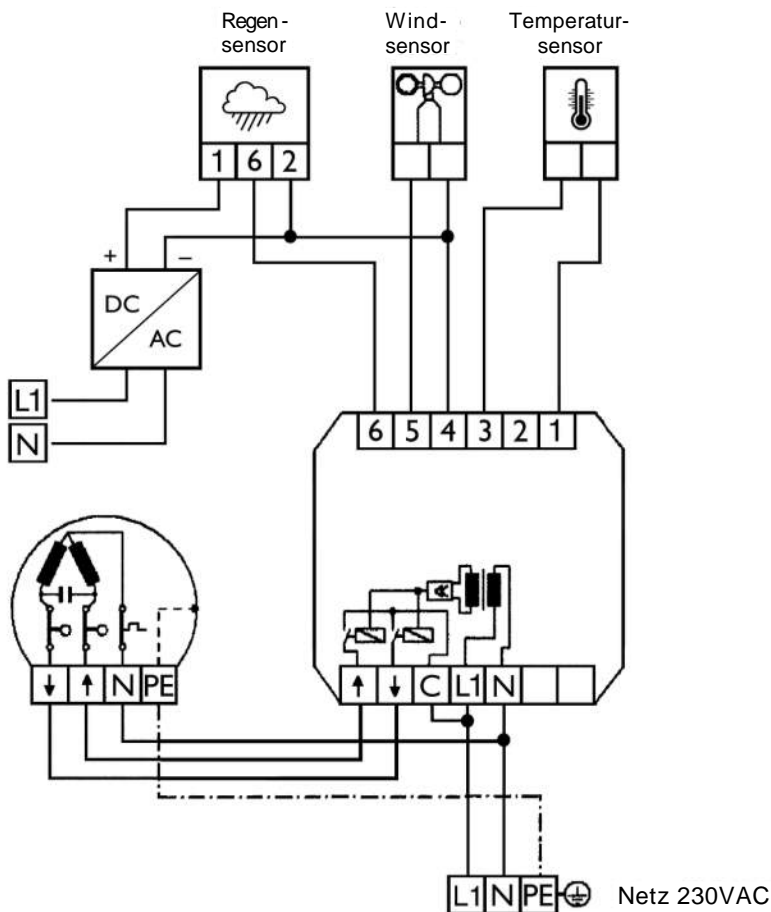 Regen- Wind- Temperatur-
sensor sensor sensor
1 6 2
+ −
DC
AC
L1
N
6 5 4 3 2 1
A
↓ ↑ N PE
↑ ↓ C L1 N
L1 N PE Netz 230VAC